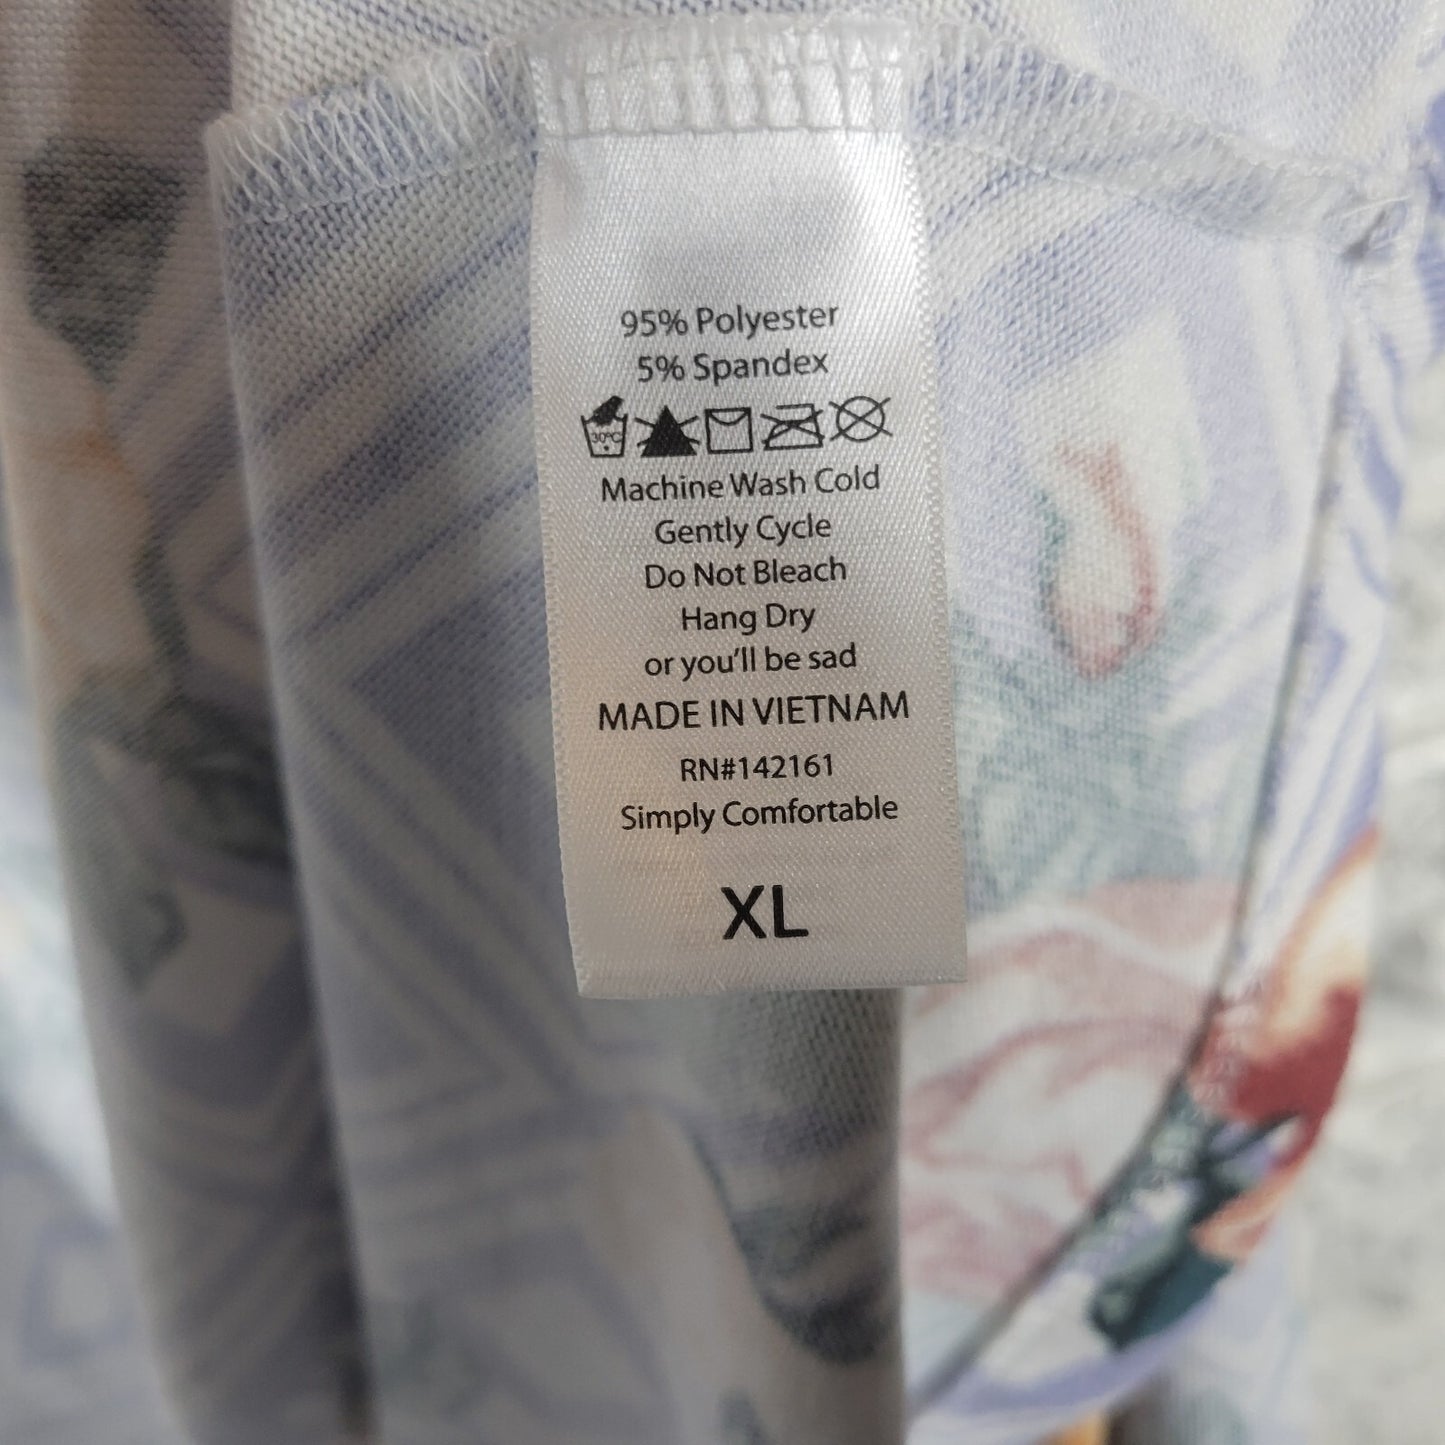 95% Polyester
5% Spandex
30°C
Machine Wash Cold
Gently Cycle
Do Not Bleach
Hang Dry
or you'll be sad
MADE IN VIETNAM
RN#142161
Simply Comfortable
XL